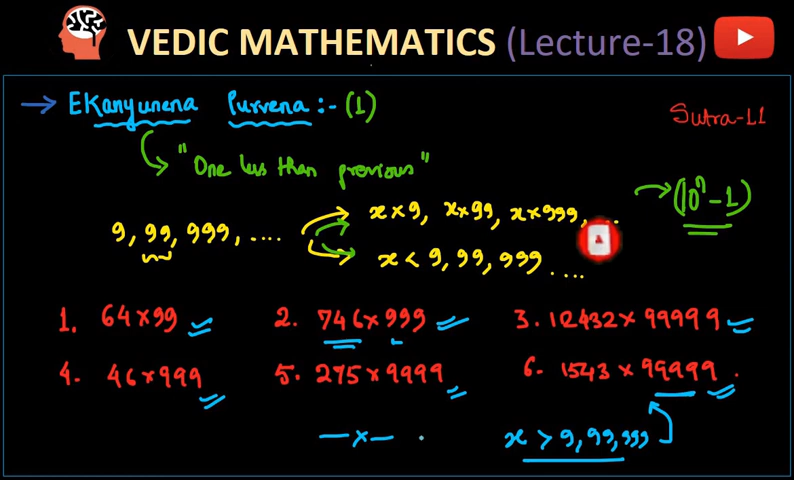 VEDIC MATHEMATICS (Lecture-18)
→ Ekanyunena Purvena :- (1)
Sutra-11
"One less than previous"
9, 99, 999, .... x×9, x×99, x×999, .... → (10ⁿ-1)
x < 9, 99, 999 ....
1. 64×99 2. 746×999 3. 12432×99999
4. 46×999 5. 275×9999 6. 1543×99999.
—x— . x > 9, 99, 999